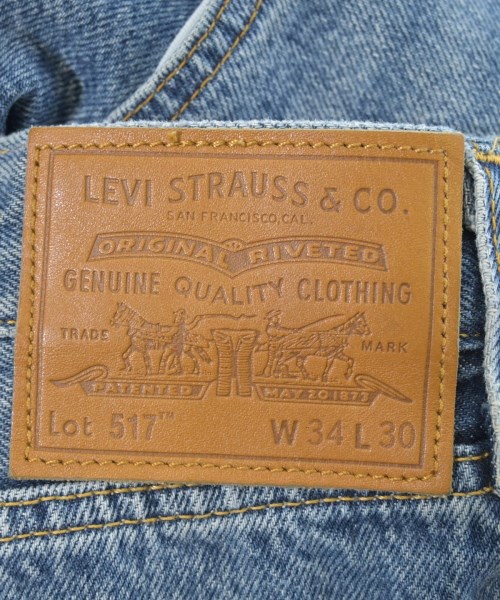 LEVI STRAUSS & CO.
SAN FRANCISCO, CAL.
ORIGINAL RIVETED
GENUINE QUALITY CLOTHING
TRADE MARK
PATENTED MAY 20 1873
Lot 517™ W 34 L 30